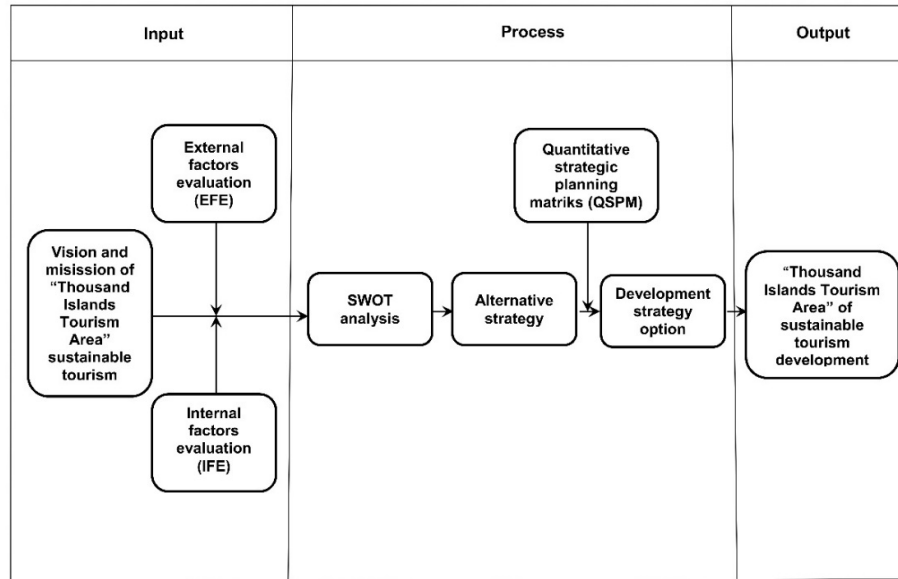 Input
Process
Output
External
factors
evaluation
(EFE)
Vision and
misission of
“Thousand
Islands
Tourism
Area”
sustainable
tourism
Internal
factors
evaluation
(IFE)
SWOT
analysis
Alternative
strategy
Quantitative
strategic
planning
matriks (QSPM)
Development
strategy
option
“Thousand
Islands Tourism
Area” of
sustainable
tourism
development